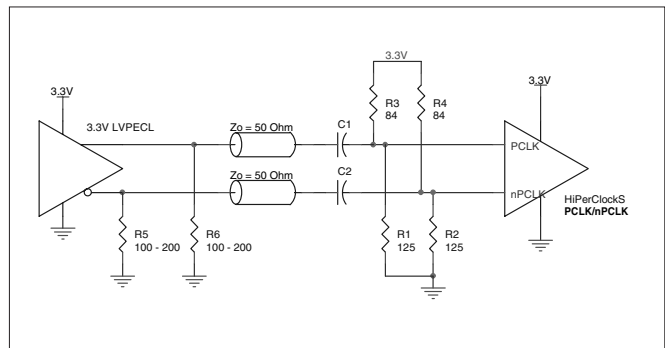 3.3V
3.3V LVPECL
R5
100 - 200
R6
100 - 200
Zo = 50 Ohm
Zo = 50 Ohm
C1
C2
3.3V
R3
84
R4
84
R1
125
R2
125
3.3V
PCLK
nPCLK
HiPerClockS
PCLK/nPCLK